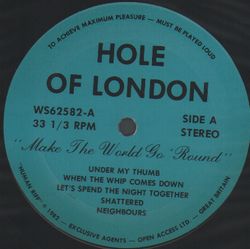 TO ACHIEVE MAXIMUM PLEASURE — MUST BE PLAYED LOUD
HOLE
OF LONDON
WS62582-A
SIDE A
33 1/3 RPM
STEREO
"Make The World Go 'Round"
UNDER MY THUMB
WHEN THE WHIP COMES DOWN
LET'S SPEND THE NIGHT TOGETHER
SHATTERED
NEIGHBOURS
"HUMAN RIFF" © 1982 — EXCLUSIVE AGENTS — OPEN ACCESS LTD — GREAT BRITAIN